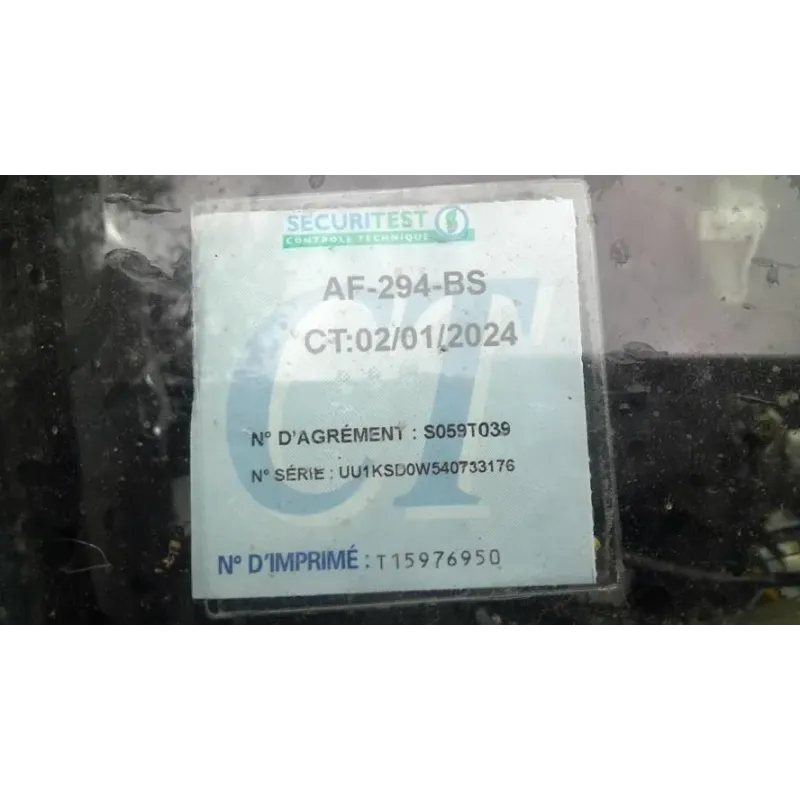 SECURITEST
CONTROLE TECHNIQUE
AF-294-BS
CT:02/01/2024
CT
N° D'AGRÉMENT : S059T039
N° SÉRIE : UU1KSD0W540733176
N° D'IMPRIMÉ : T15976950